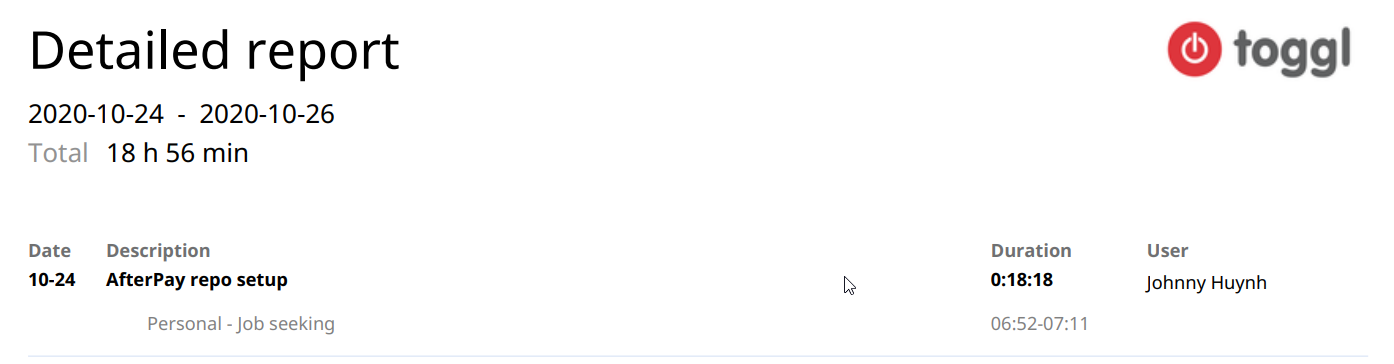 Detailed report
toggl
2020-10-24 - 2020-10-26
Total 18 h 56 min
Date Description Duration User
10-24 AfterPay repo setup 0:18:18 Johnny Huynh
Personal - Job seeking 06:52-07:11